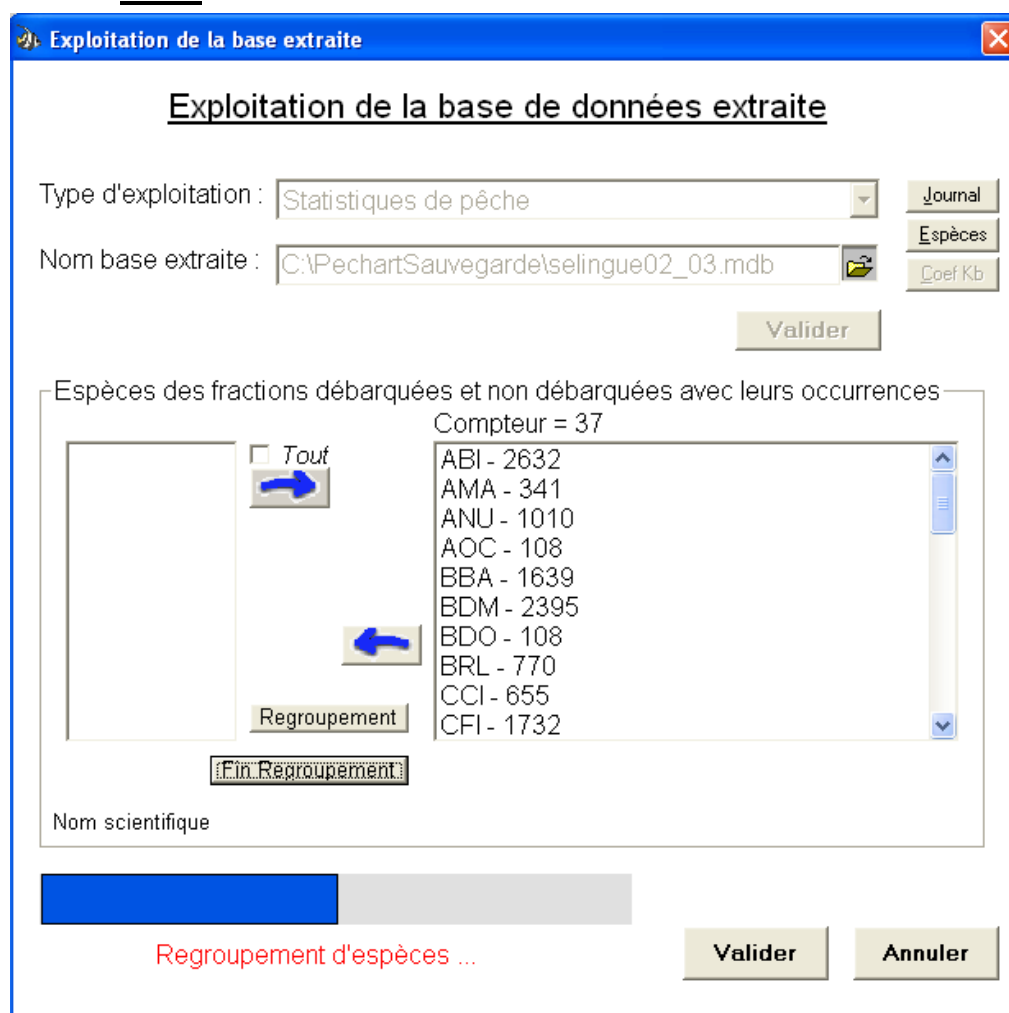 Exploitation de la base extraite
Exploitation de la base de données extraite
Type d'exploitation :
Statistiques de pêche
Journal
Espèces
Nom base extraite :
C:\PechartSauvegarde\selingue02_03.mdb
Coef Kb
Valider
Espèces des fractions débarquées et non débarquées avec leurs occurrences
Compteur = 37
Tout
ABI - 2632
AMA - 341
ANU - 1010
AOC - 108
BBA - 1639
BDM - 2395
BDO - 108
BRL - 770
CCI - 655
CFI - 1732
Regroupement
Fin Regroupement
Nom scientifique
Regroupement d'espèces ...
Valider
Annuler